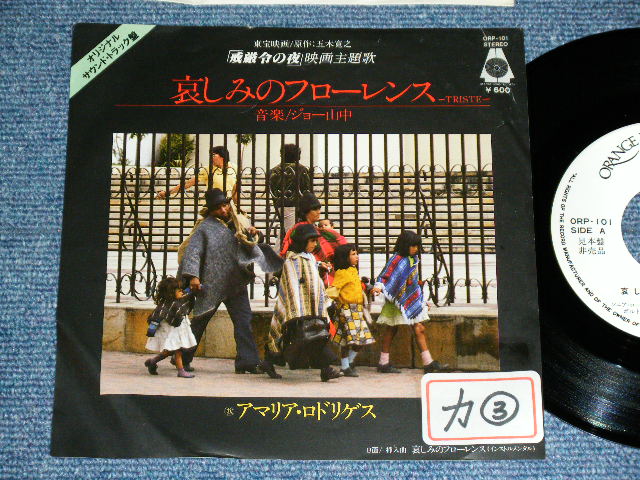 オリジナル
サウンド・トラック盤
東宝映画/原作:五木寛之
「戒厳令の夜」映画主題歌
哀しみのフローレンス
-TRISTE-
音楽/ジョー山中
ORP-101
STEREO
¥600
アマリア・ロドリゲス
カ③
B面/挿入曲 哀しみのフローレンス(インストルメンタル)
ORANGE
ORP-101
SIDE A
見本盤
非売品
哀し